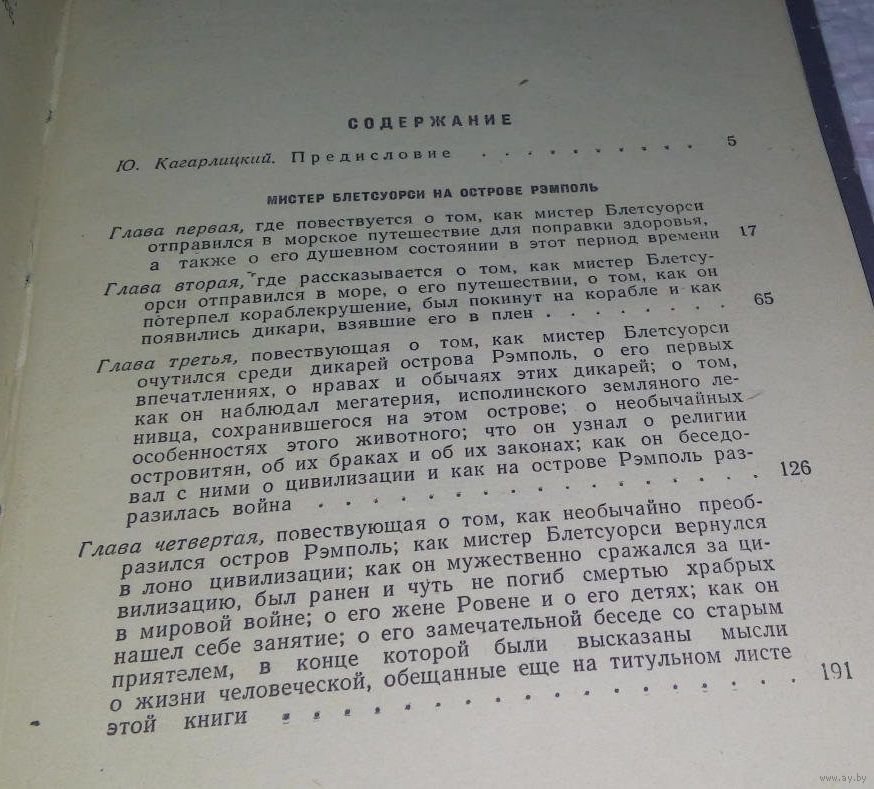 СОДЕРЖАНИЕ
Ю. Кагарлицкий. Предисловие . . . . . . . . . . 5
МИСТЕР БЛЕТСУОРСИ НА ОСТРОВЕ РЭМПОЛЬ
Глава первая, где повествуется о том, как мистер Блетсуорси
отправился в морское путешествие для поправки здоровья,
а также о его душевном состоянии в этот период времени 17
Глава вторая, где рассказывается о том, как мистер Блетсу-
орси отправился в море, о его путешествии, о том, как он
потерпел кораблекрушение, был покинут на корабле и как
появились дикари, взявшие его в плен . . . . . . . . 65
Глава третья, повествующая о том, как мистер Блетсуорси
очутился среди дикарей острова Рэмполь, о его первых
впечатлениях, о нравах и обычаях этих дикарей; о том,
как он наблюдал мегатерия, исполинского земляного ле-
нивца, сохранившегося на этом острове; о необычайных
особенностях этого животного; что он узнал о религии
островитян, об их браках и об их законах; как он беседо-
вал с ними о цивилизации и как на острове Рэмполь раз-
разилась война . . . . . . . . . . . . . . . . 126
Глава четвертая, повествующая о том, как необычайно преоб-
разился остров Рэмполь; как мистер Блетсуорси вернулся
в лоно цивилизации; как он мужественно сражался за ци-
вилизацию, был ранен и чуть не погиб смертью храбрых
в мировой войне; о его жене Ровене и о его детях; как он
нашел себе занятие; о его замечательной беседе со старым
приятелем, в конце которой были высказаны мысли
о жизни человеческой, обещанные еще на титульном листе
этой книги . . . . . . . . . . . . . . . . . . 191
www.ay.by